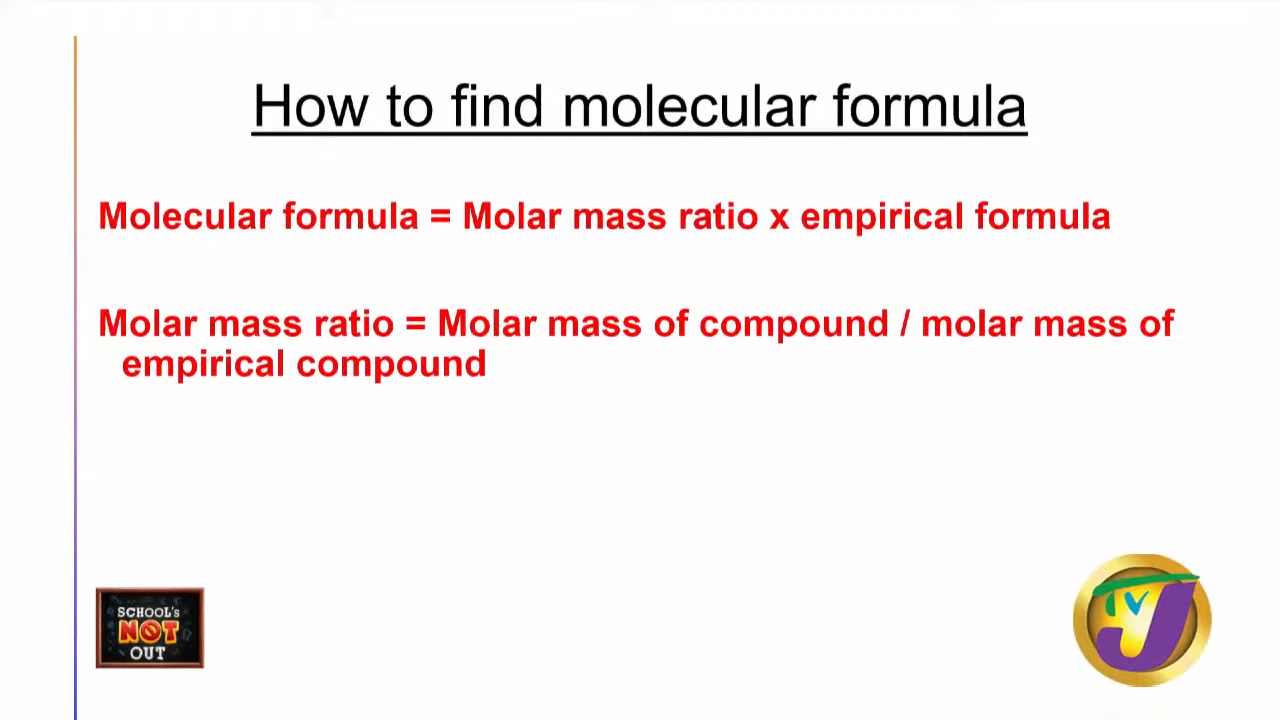 How to find molecular formula
Molecular formula = Molar mass ratio x empirical formula
Molar mass ratio = Molar mass of compound / molar mass of
empirical compound
SCHOOL's
NOT
OUT
TVJ